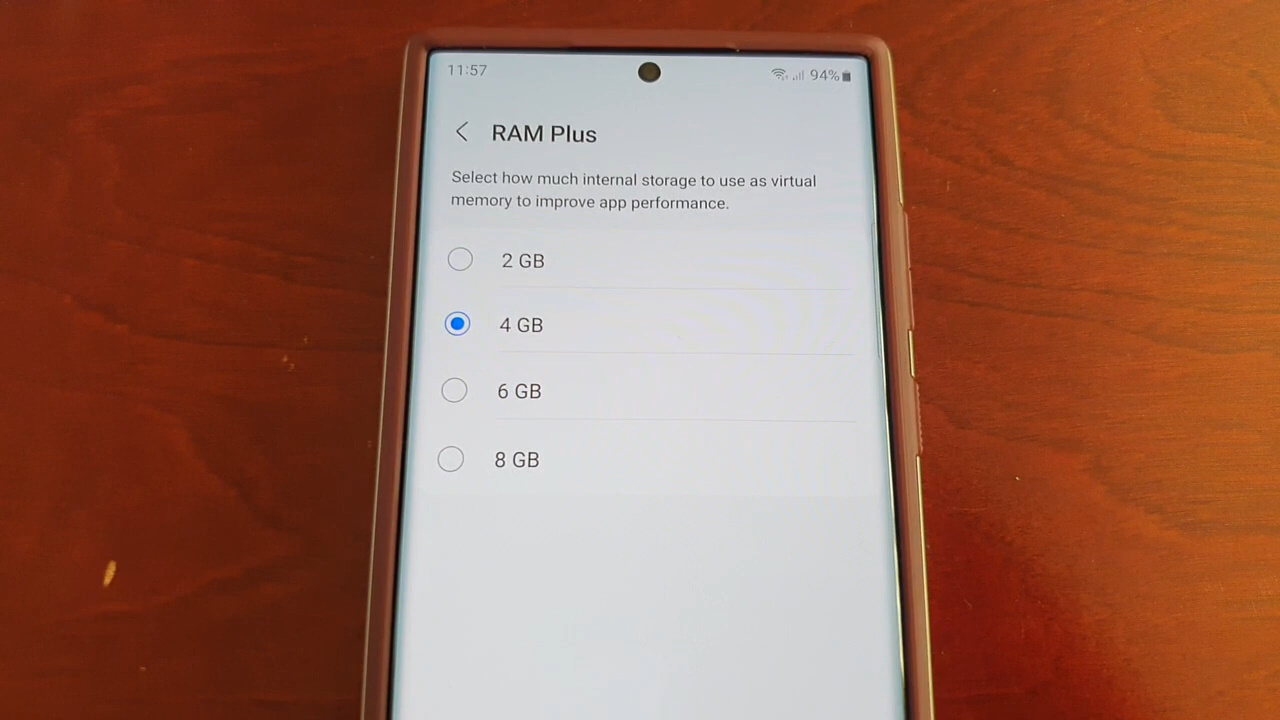 11:57
94%
RAM Plus
Select how much internal storage to use as virtual
memory to improve app performance.
2 GB
4 GB
6 GB
8 GB